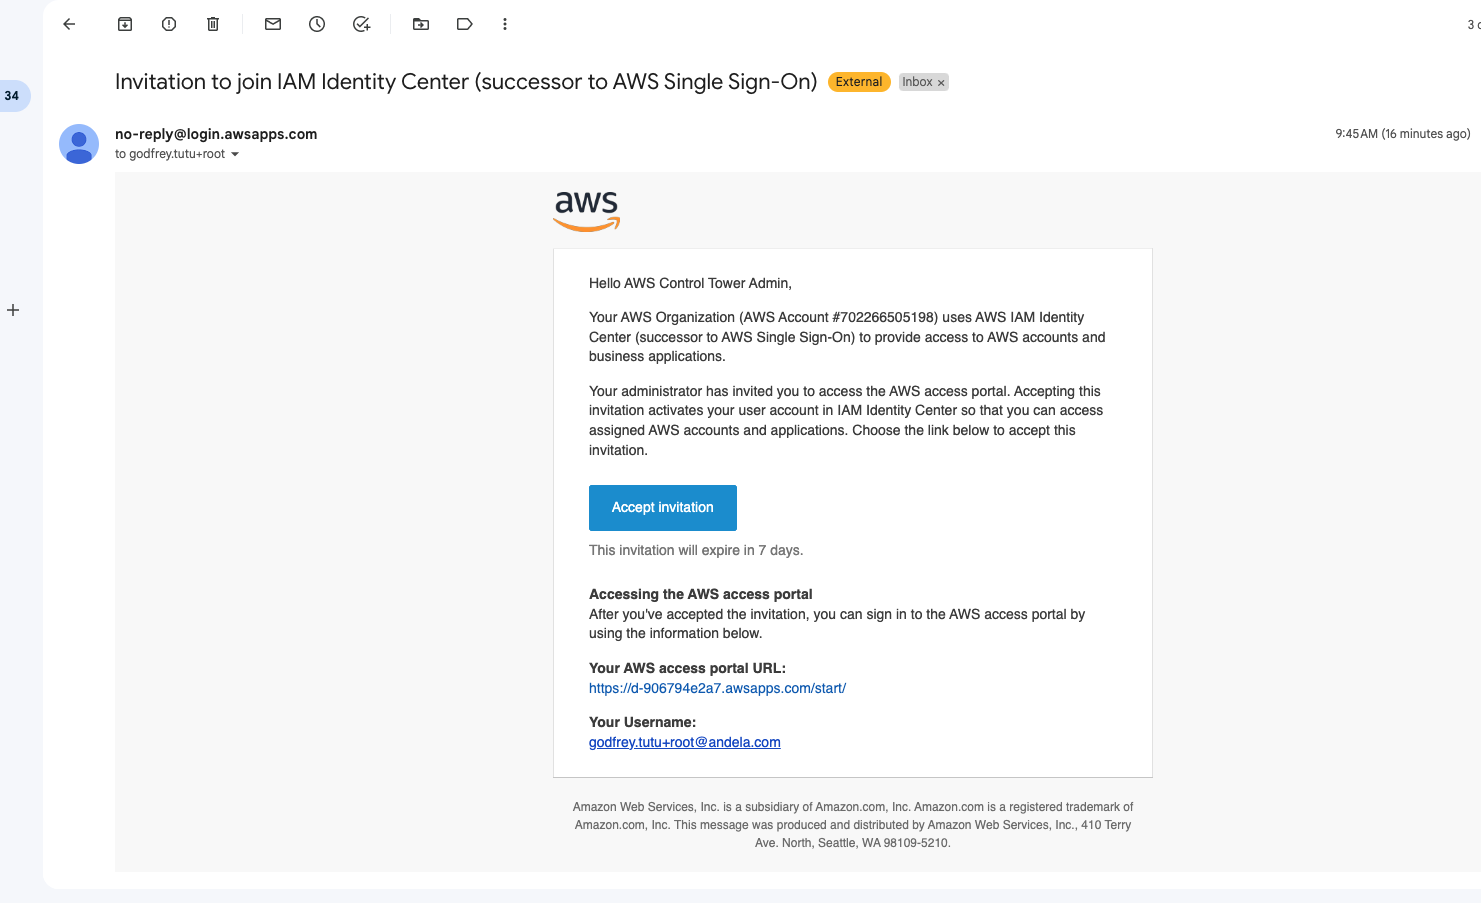 3
Invitation to join IAM Identity Center (successor to AWS Single Sign-On) External Inbox ×
34
no-reply@login.awsapps.com 9:45 AM (16 minutes ago)
to godfrey.tutu+root
aws
Hello AWS Control Tower Admin,
Your AWS Organization (AWS Account #702266505198) uses AWS IAM Identity
Center (successor to AWS Single Sign-On) to provide access to AWS accounts and
business applications.
Your administrator has invited you to access the AWS access portal. Accepting this
invitation activates your user account in IAM Identity Center so that you can access
assigned AWS accounts and applications. Choose the link below to accept this
invitation.
Accept invitation
This invitation will expire in 7 days.
Accessing the AWS access portal
After you've accepted the invitation, you can sign in to the AWS access portal by
using the information below.
Your AWS access portal URL:
https://d-906794e2a7.awsapps.com/start/
Your Username:
godfrey.tutu+root@andela.com
Amazon Web Services, Inc. is a subsidiary of Amazon.com, Inc. Amazon.com is a registered trademark of
Amazon.com, Inc. This message was produced and distributed by Amazon Web Services, Inc., 410 Terry
Ave. North, Seattle, WA 98109-5210.